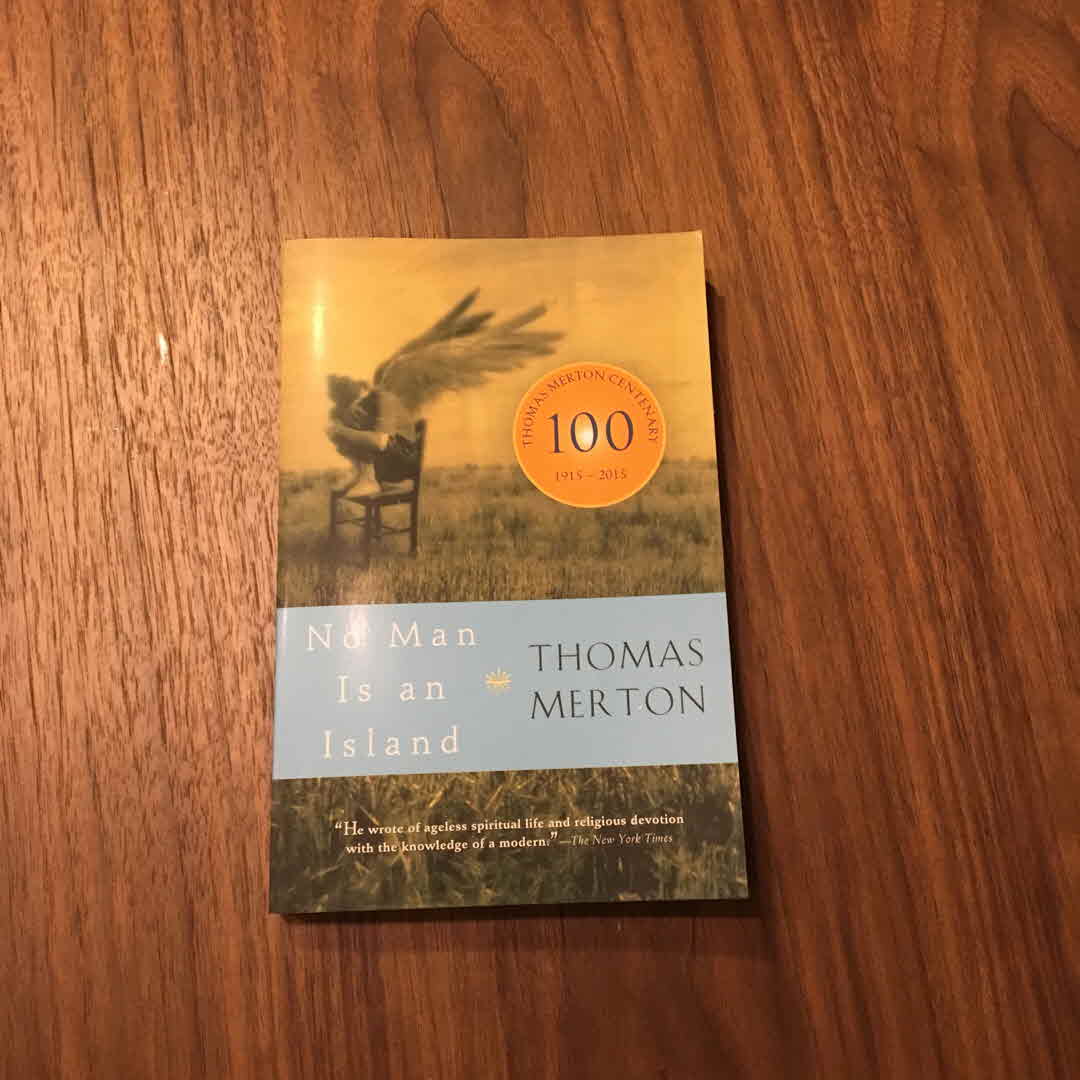 THOMAS MERTON CENTENARY
100
1915 – 2015
No Man
Is an
Island
THOMAS
MERTON
“He wrote of ageless spiritual life and religious devotion
with the knowledge of a modern.” —The New York Times